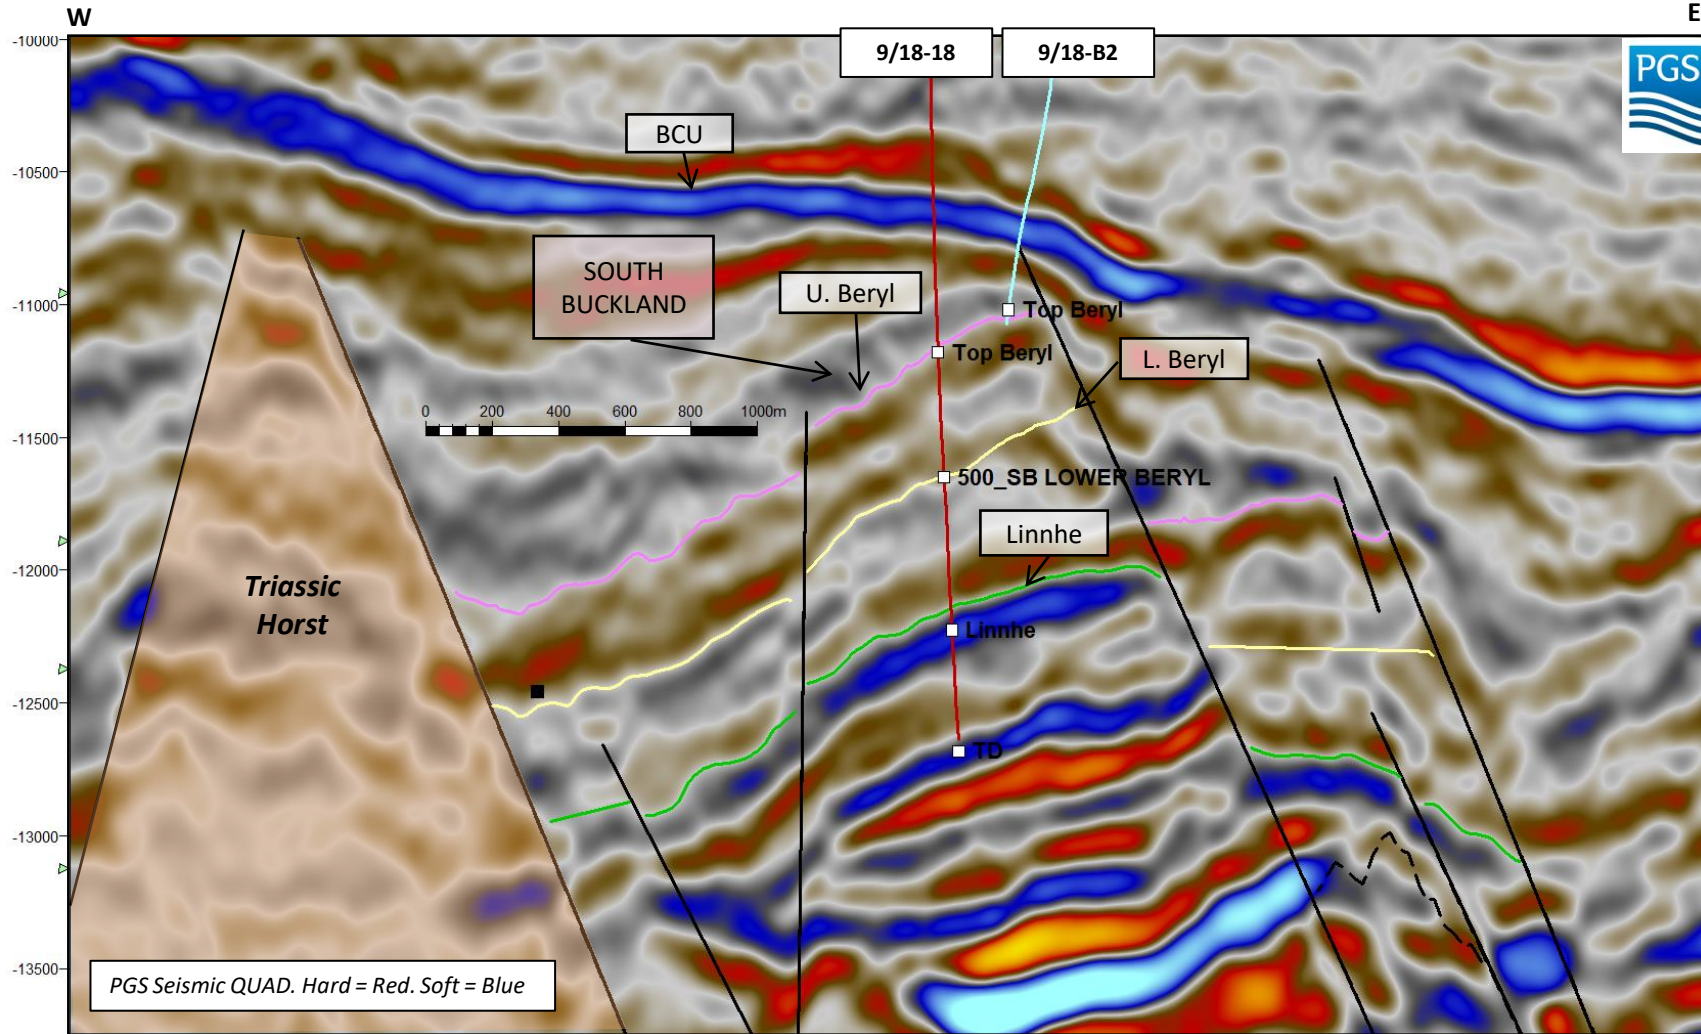 W
E
-10000
9/18-18
9/18-B2
PGS
BCU
-10500
SOUTH
BUCKLAND
U. Beryl
-11000
Top Beryl
Top Beryl
L. Beryl
0 200 400 600 800 1000m
-11500
500_SB LOWER BERYL
Linnhe
-12000
Triassic
Horst
Linnhe
-12500
TD
-13000
-13500
PGS Seismic QUAD. Hard = Red. Soft = Blue